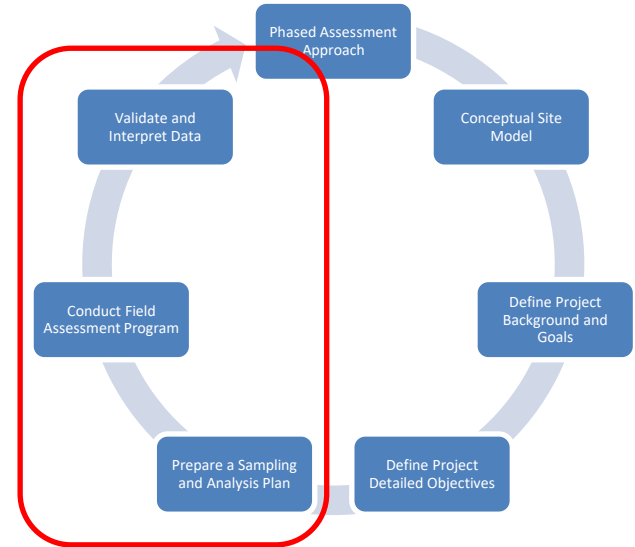 Phased Assessment
Approach
Conceptual Site
Model
Define Project
Background and
Goals
Define Project
Detailed Objectives
Prepare a Sampling
and Analysis Plan
Conduct Field
Assessment Program
Validate and
Interpret Data